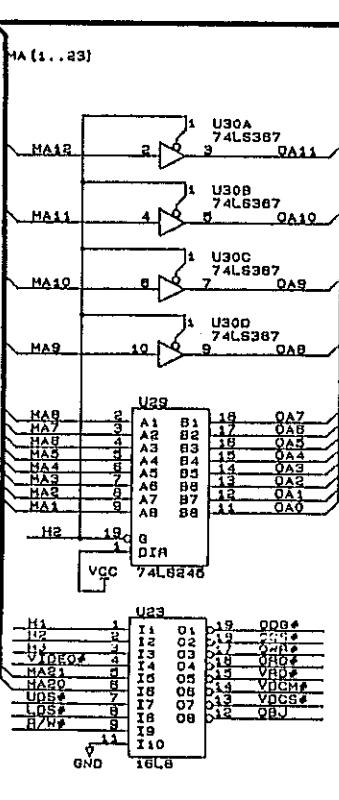 MA(1..23)
1 U30A
74LS367
MA12 2 3 OA11
1 U30B
74LS367
MA11 4 5 OA10
1 U30C
74LS367
MA10 6 7 OA9
1 U30D
74LS367
MA9 10 9 OA8
U29
MA8 2 A1 B1 18 OA7
MA7 3 A2 B2 17 OA6
MA6 4 A3 B3 16 OA5
MA5 5 A4 B4 15 OA4
MA4 6 A5 B5 14 OA3
MA3 7 A6 B6 13 OA2
MA2 8 A7 B7 12 OA1
MA1 9 A8 B8 11 OA0
H2 19 G
1 DIR
VCC
74LS245
U23
H1 1 I1 O1 19 ODB#
H2 2 I2 O2 18
H3 3 I3 O3 17 OWR#
VIDEO# 4 I4 O4 16 ORD#
MA21 5 I5 O5 15 VRD#
MA20 6 I6 O6 14 VDCM#
UDS# 7 I7 O7 13 VDCS#
LDS# 8 I8 O8 12 OBJ
R/W# 9 I9
11 I10
GND
16L8